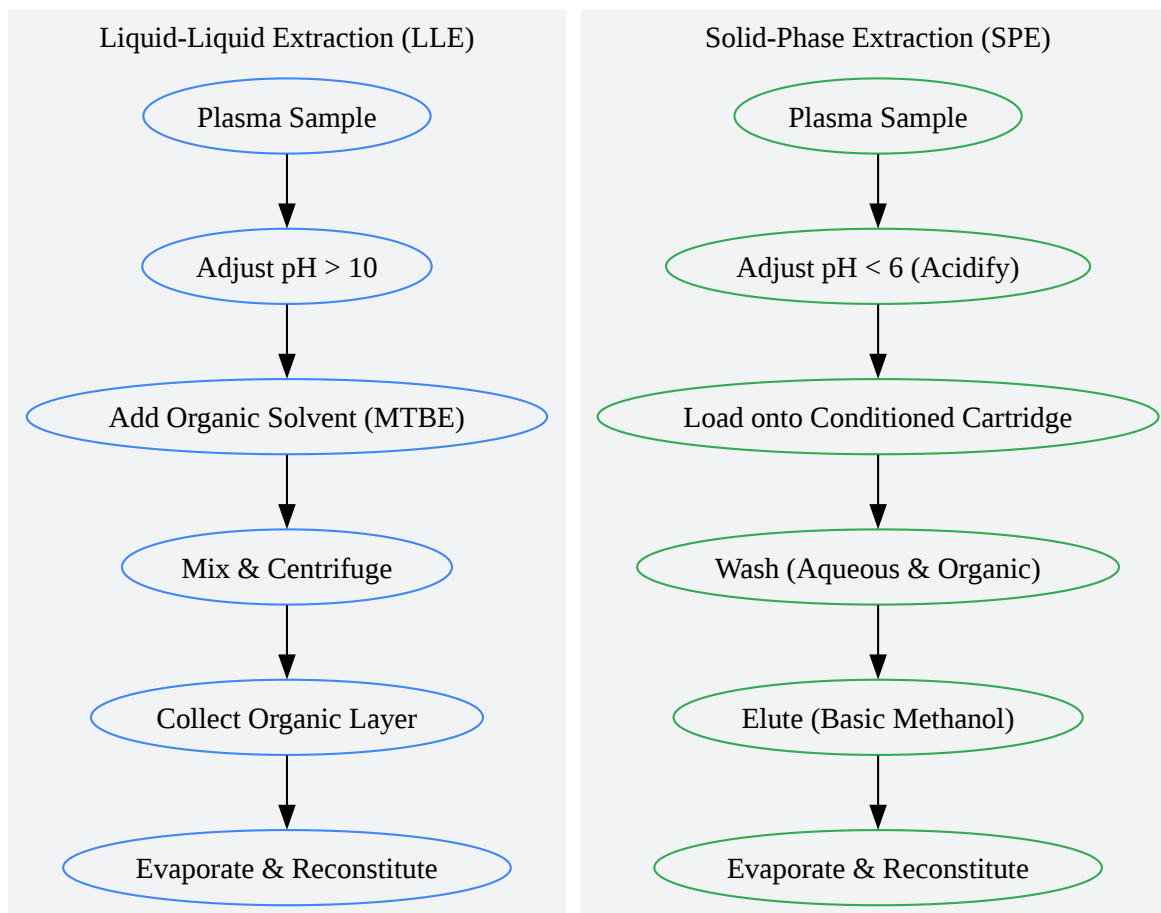 Liquid-Liquid Extraction (LLE)
Plasma Sample
Adjust pH > 10
Add Organic Solvent (MTBE)
Mix & Centrifuge
Collect Organic Layer
Evaporate & Reconstitute
Solid-Phase Extraction (SPE)
Plasma Sample
Adjust pH < 6 (Acidify)
Load onto Conditioned Cartridge
Wash (Aqueous & Organic)
Elute (Basic Methanol)
Evaporate & Reconstitute